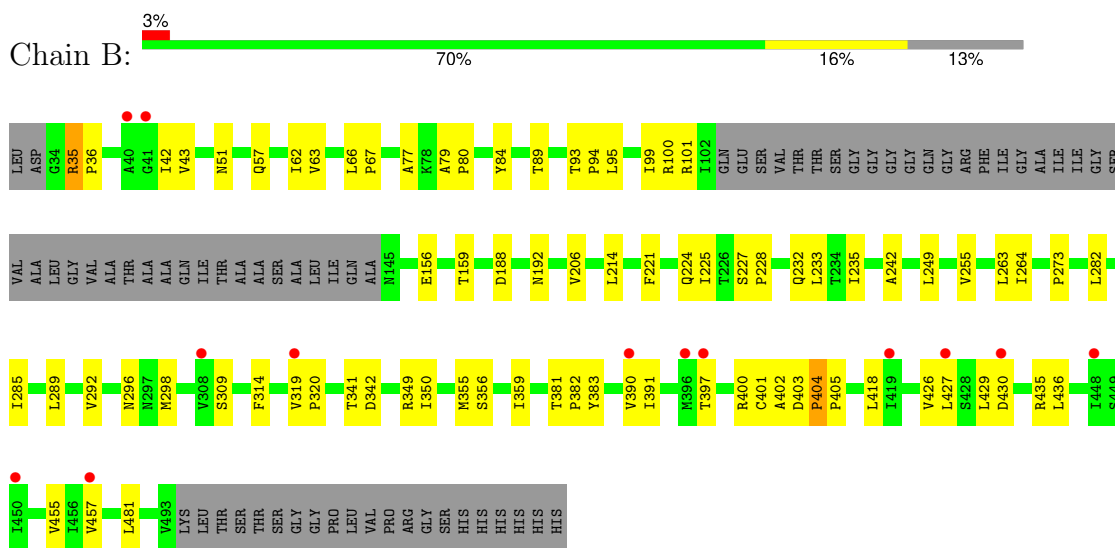 3%
Chain B:
70% 16% 13%
LEU ASP G34 R35 P36 A40 G41 I42 V43 N51 Q57 I62 V63 L66 P67 A77 K78 A79 P80 Y84 T89 T93 P94 L95 I99 R100 R101 I102 GLN GLU SER VAL THR THR SER GLY GLY GLY GLY GLN GLY ARG PHE ILE GLY ALA ILE ILE GLY SER
VAL ALA LEU GLY VAL ALA THR ALA ALA GLN ILE THR ALA ALA SER ALA LEU ILE GLN ALA N145 E156 T159 D188 N192 V206 L214 F221 Q224 I225 T226 S227 P228 Q232 L233 T234 I235 A242 L249 V255 L263 I264 P273 L282
I285 L289 V292 N296 N297 M298 V308 S309 F314 V319 P320 T341 D342 R349 I350 M355 S356 I359 T381 P382 Y383 V390 I391 M396 T397 R400 C401 A402 D403 P404 P405 L418 I419 V426 L427 S428 L429 D430 R435 L436 I448 S449
I450 V455 I456 V457 L481 V493 LYS LEU THR SER THR SER GLY GLY PRO LEU VAL PRO ARG GLY SER HIS HIS HIS HIS HIS HIS